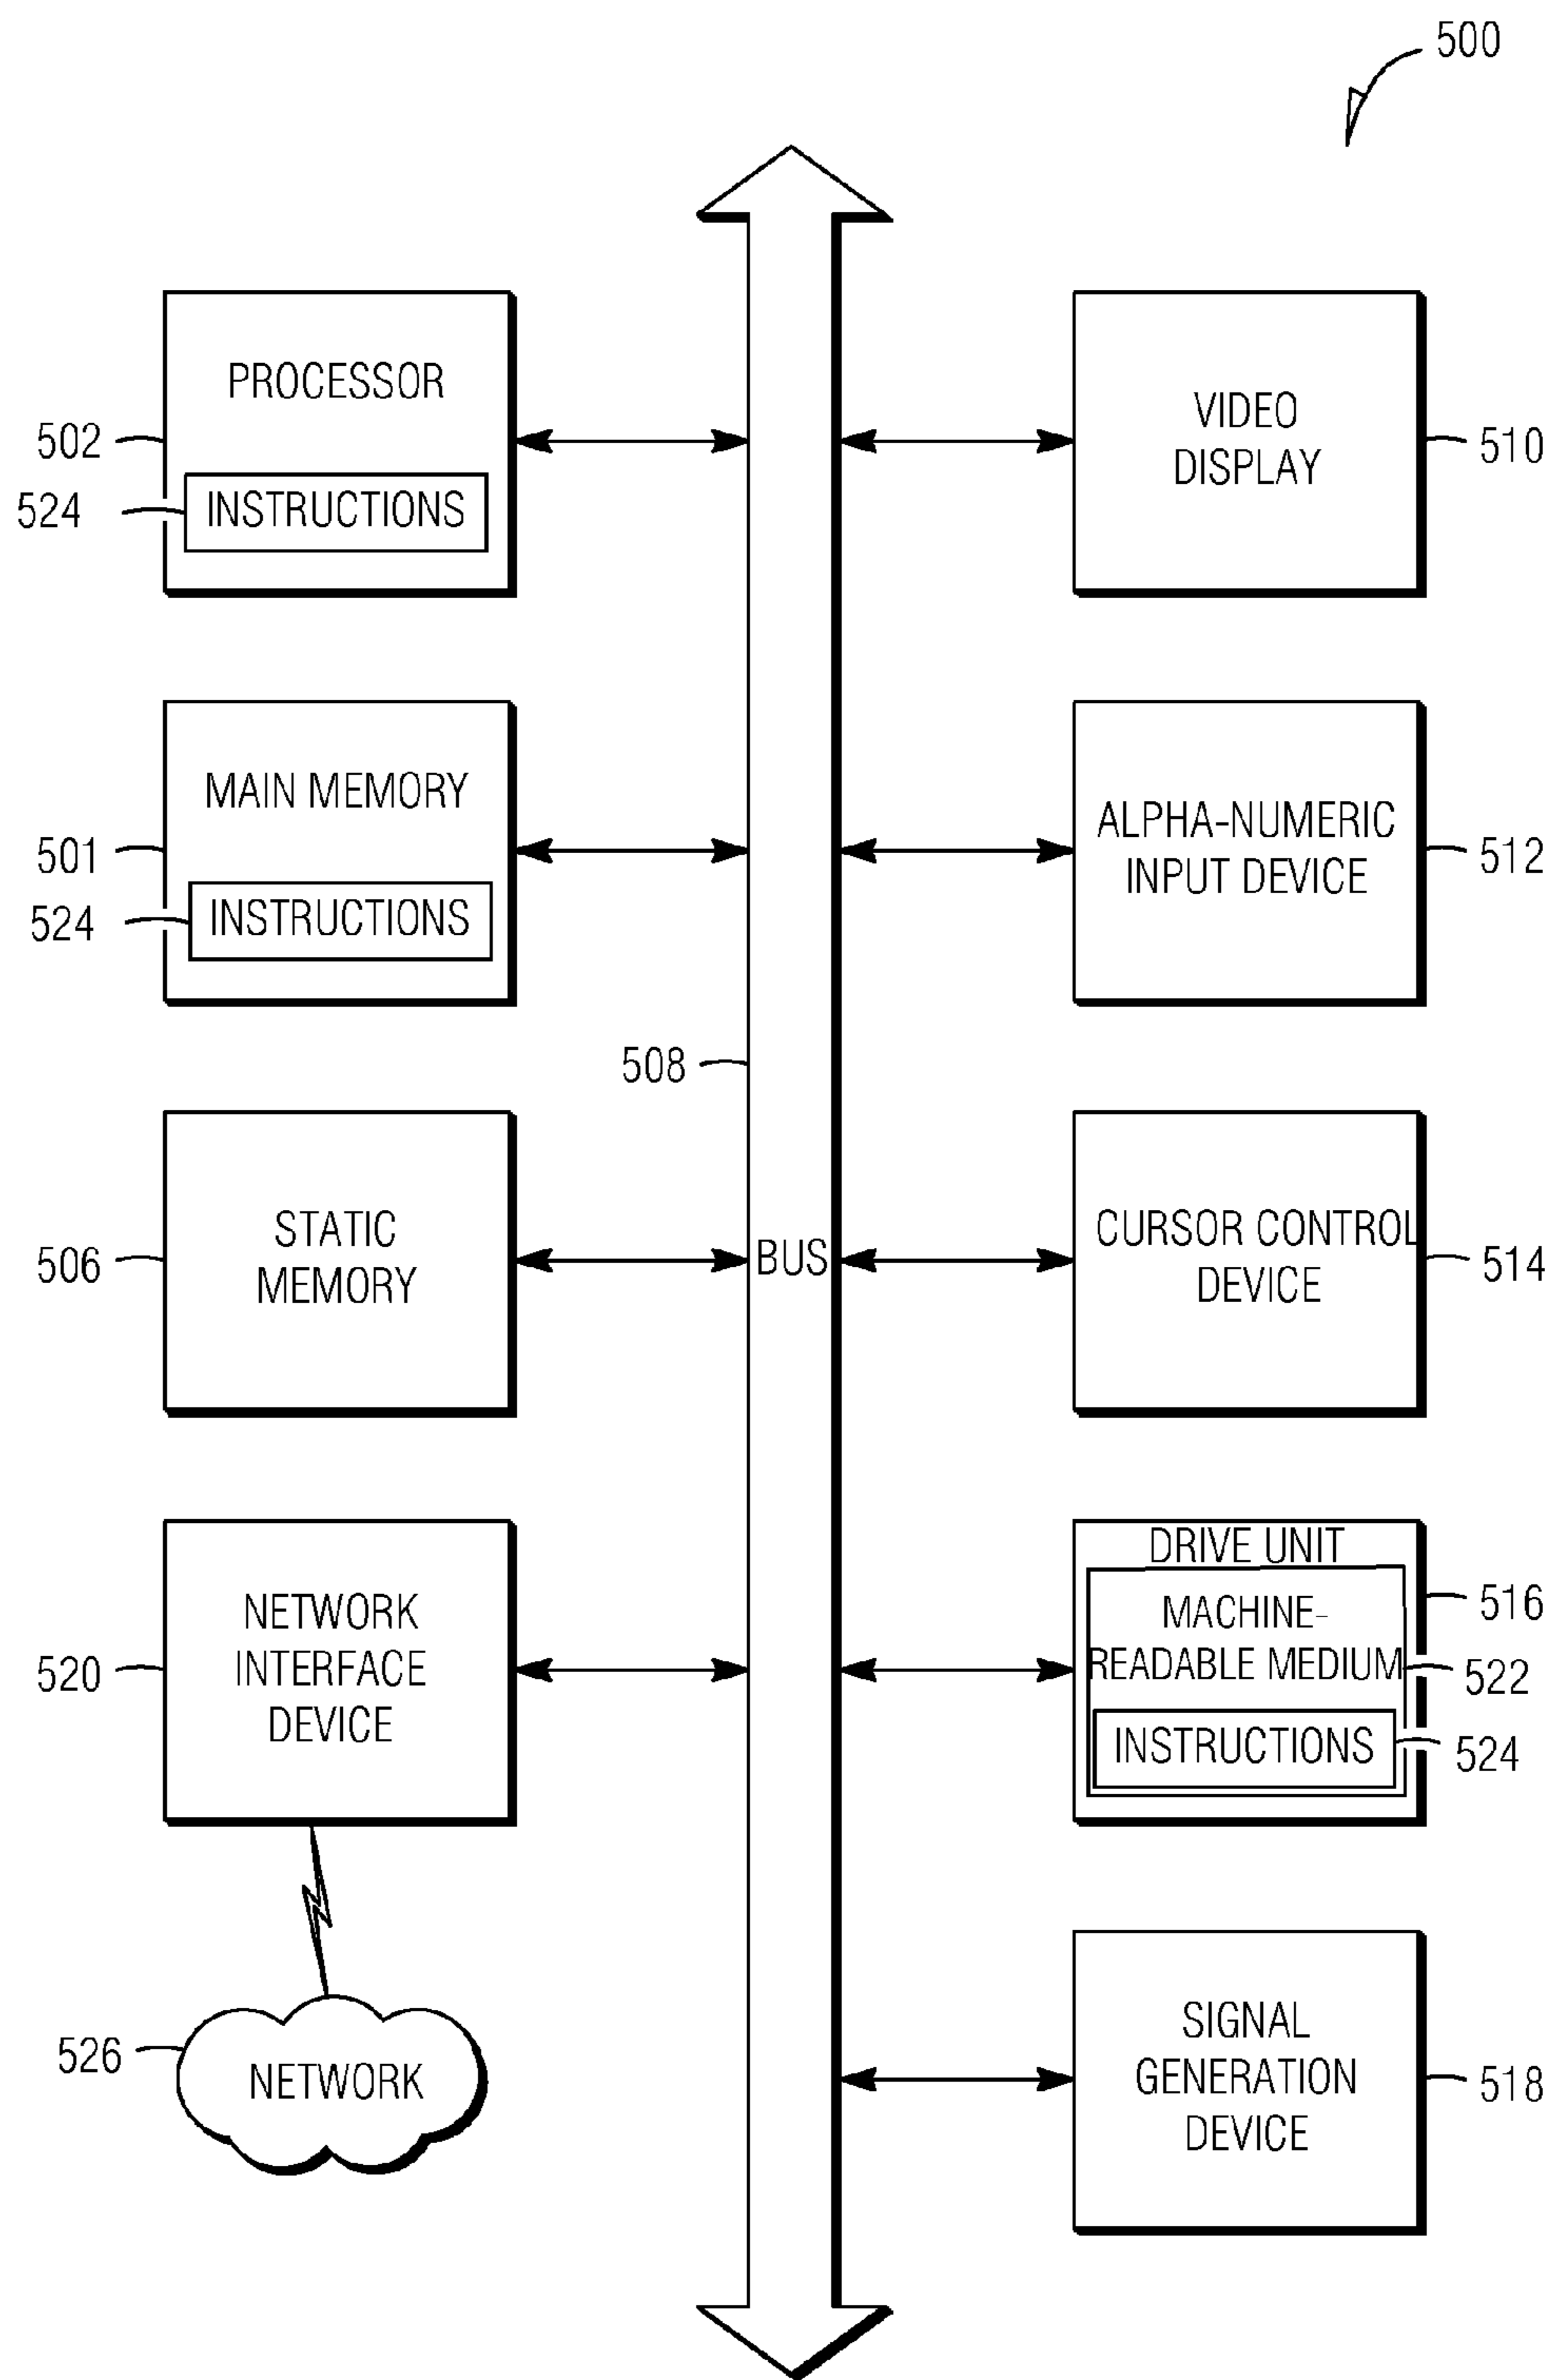 500
PROCESSOR
502
524
INSTRUCTIONS
VIDEO
DISPLAY
510
MAIN MEMORY
501
524
INSTRUCTIONS
ALPHA-NUMERIC
INPUT DEVICE
512
508
STATIC
MEMORY
506
BUS
CURSOR CONTROL
DEVICE
514
NETWORK
INTERFACE
DEVICE
520
DRIVE UNIT
516
MACHINE-
READABLE MEDIUM
522
INSTRUCTIONS
524
526
NETWORK
SIGNAL
GENERATION
DEVICE
518